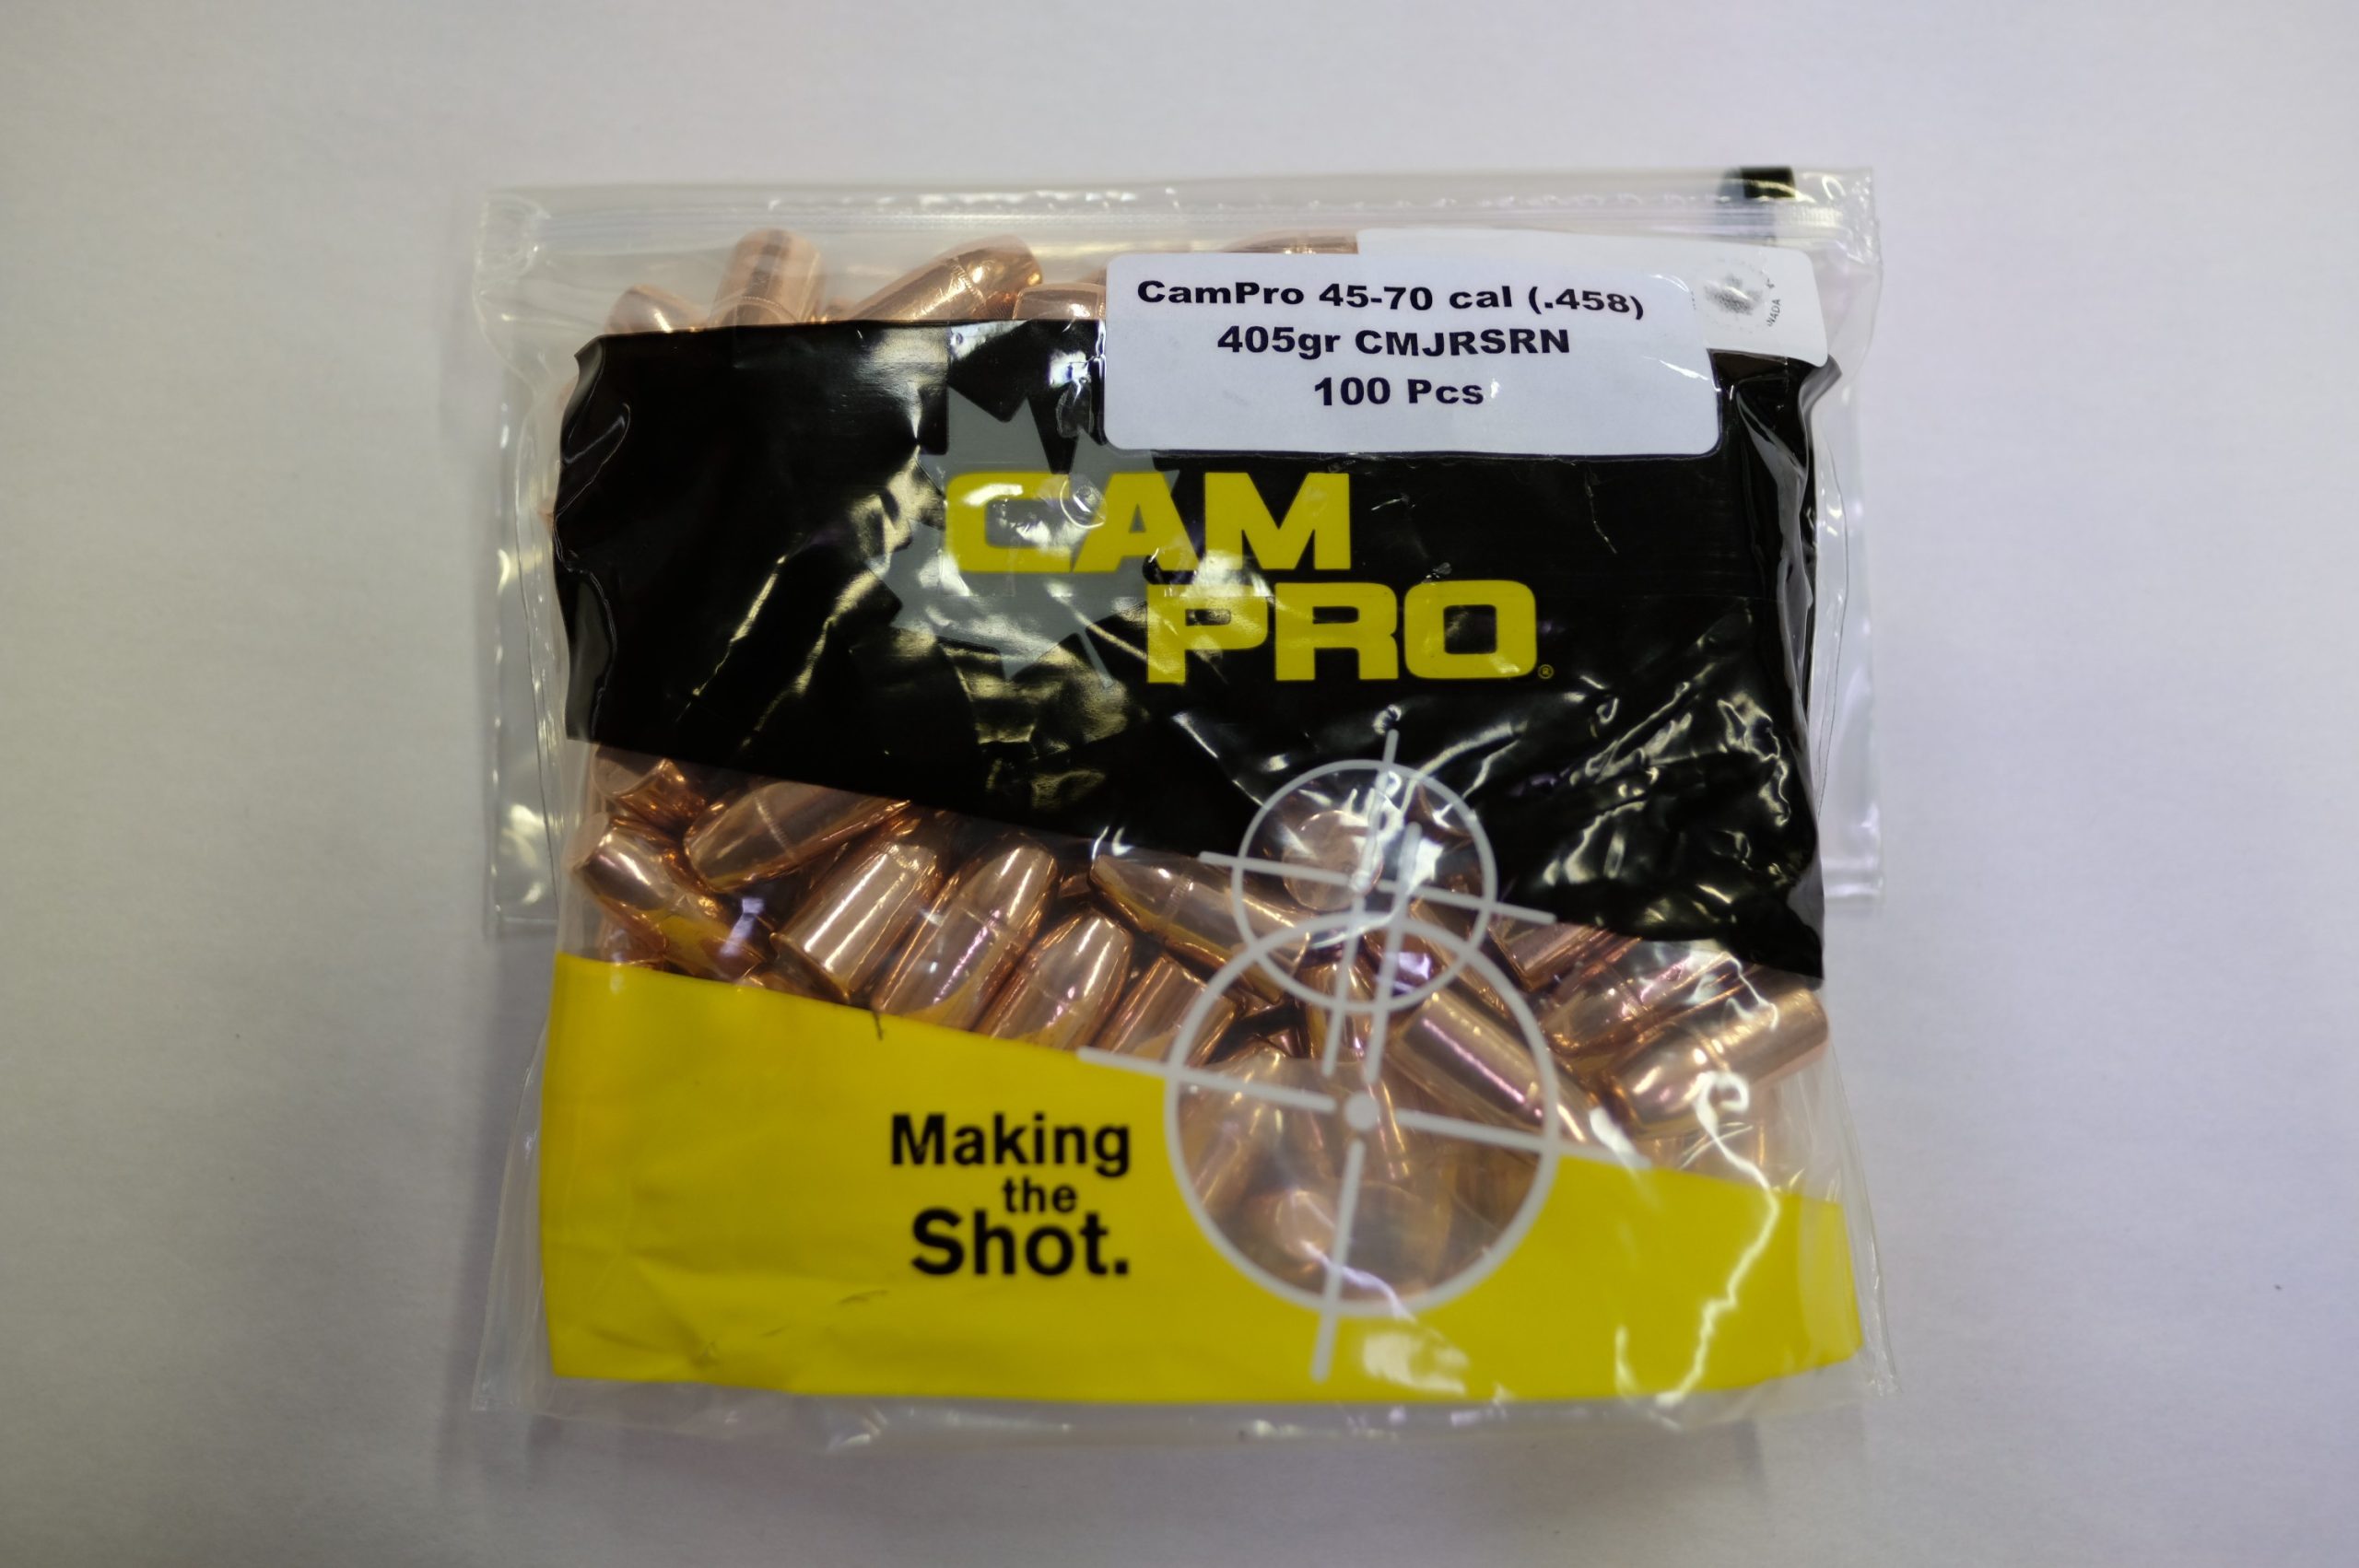 CamPro 45-70 cal (.458)
405gr CMJRSRN
100 Pcs
CAM
PRO®
Making
the
Shot.